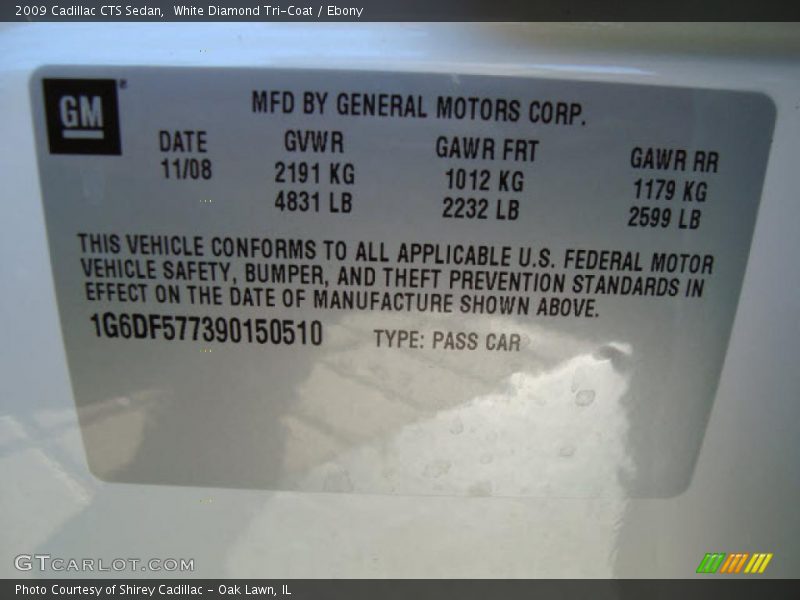 2009 Cadillac CTS Sedan,  White Diamond Tri-Coat / Ebony
GM®
MFD BY GENERAL MOTORS CORP.
DATE GVWR GAWR FRT GAWR RR
11/08 2191 KG 1012 KG 1179 KG
4831 LB 2232 LB 2599 LB
THIS VEHICLE CONFORMS TO ALL APPLICABLE U.S. FEDERAL MOTOR
VEHICLE SAFETY, BUMPER, AND THEFT PREVENTION STANDARDS IN
EFFECT ON THE DATE OF MANUFACTURE SHOWN ABOVE.
1G6DF577390150510 TYPE: PASS CAR
GTCARLOT.COM
Photo Courtesy of Shirey Cadillac - Oak Lawn, IL